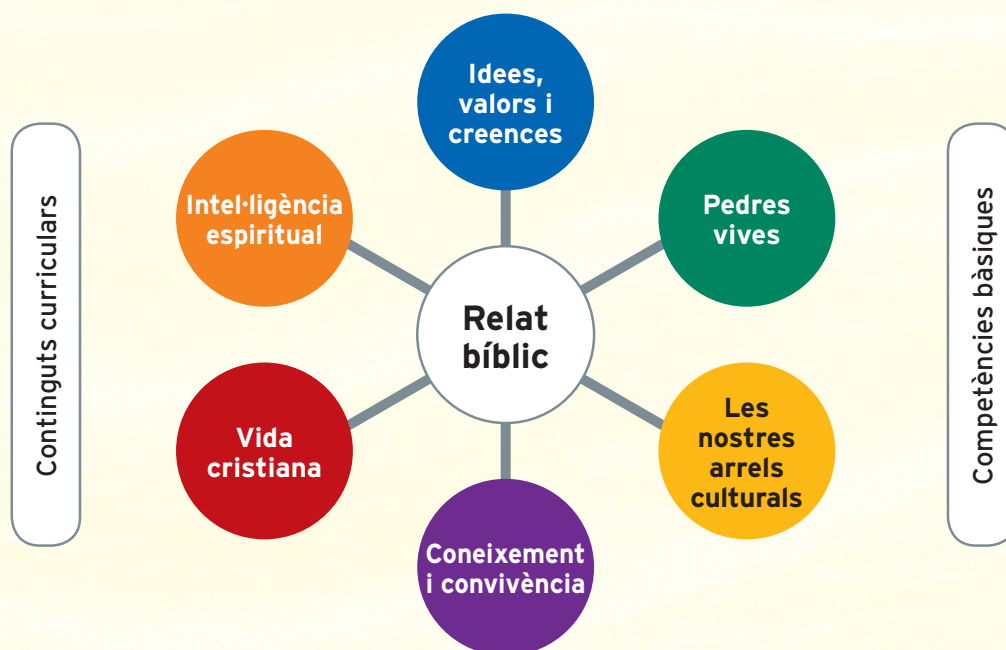 Idees,
valors i
creences
Intel·ligència
espiritual
Pedres
vives
Continguts curriculars
Relat
bíblic
Competències bàsiques
Vida
cristiana
Les
nostres
arrels
culturals
Coneixement
i convivència